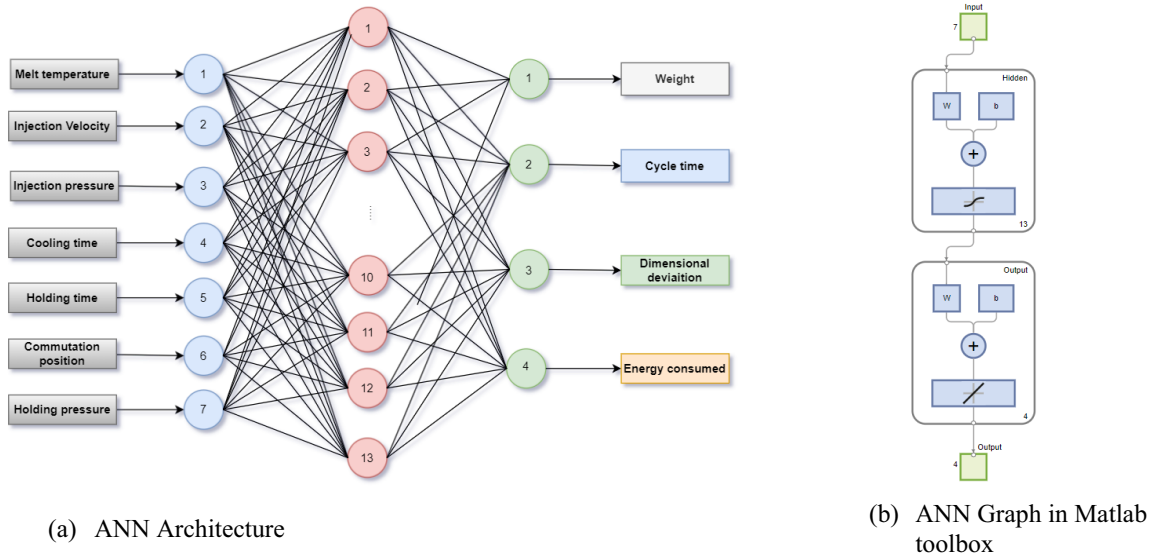 Melt temperature
Injection Velocity
Injection pressure
Cooling time
Holding time
Commutation
position
Holding pressure
1
2
3
4
5
6
7
1
2
3
10
11
12
13
1
2
3
4
Weight
Cycle time
Dimensional
deviaition
Energy consumed
(a) ANN Architecture
Input
7
Hidden
W
b
+
13
Output
W
b
+
4
Output
4
(b) ANN Graph in Matlab
toolbox